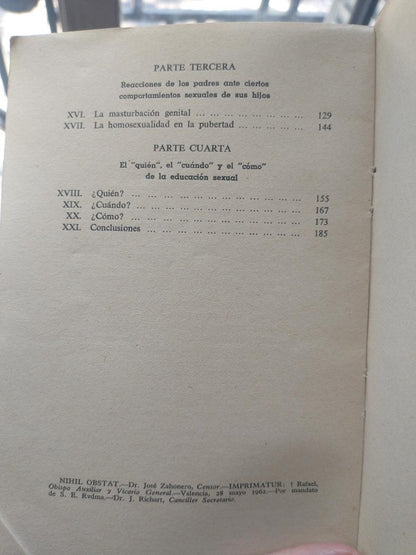 PARTE TERCERA
Reacciones de los padres ante ciertos
comportamientos sexuales de sus hijos
XVI. La masturbación genital ... ... ... ... ... ... ... ... 129
XVII. La homosexualidad en la pubertad ... ... ... ... 144
PARTE CUARTA
El "quién", el "cuándo" y el "cómo"
de la educación sexual
XVIII. ¿Quién? ... ... ... ... ... ... ... ... ... ... ... ... 155
XIX. ¿Cuándo? ... ... ... ... ... ... ... ... ... ... ... 167
XX. ¿Cómo? ... ... ... ... ... ... ... ... ... ... ... ... 173
XXI. Conclusiones ... ... ... ... ... ... ... ... ... ... 185
NIHIL OBSTAT.—Dr. José Zahonero, Censor.—IMPRIMATUR: † Rafael,
Obispo Auxiliar y Vicario General.—Valencia, 28 mayo 1962.—Por mandato
de S. E. Rvdma.—Dr. J. Richart, Canciller Secretario.